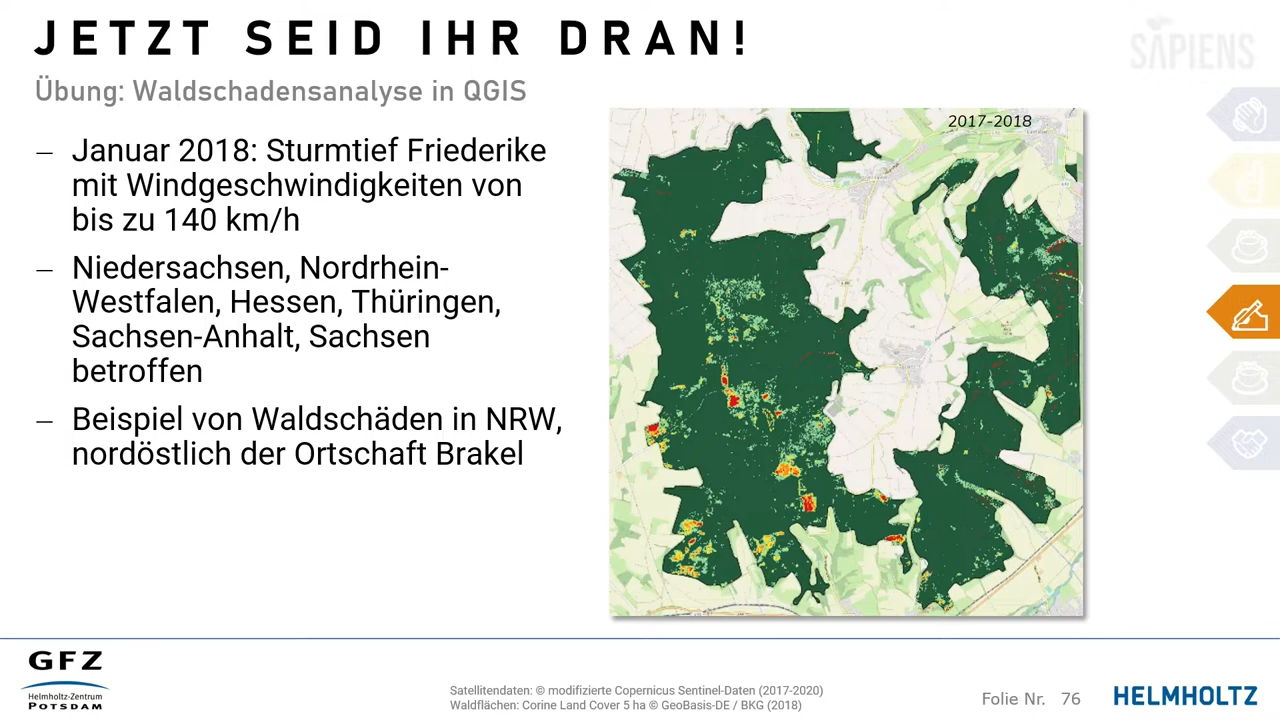 JETZT SEID IHR DRAN!
SAPIENS
Übung: Waldschadensanalyse in QGIS
2017-2018
– Januar 2018: Sturmtief Friederike
mit Windgeschwindigkeiten von
bis zu 140 km/h
– Niedersachsen, Nordrhein-
Westfalen, Hessen, Thüringen,
Sachsen-Anhalt, Sachsen
betroffen
– Beispiel von Waldschäden in NRW,
nordöstlich der Ortschaft Brakel
GFZ
Helmholtz-Zentrum
POTSDAM
Satellitendaten: © modifizierte Copernicus Sentinel-Daten (2017-2020)
Waldflächen: Corine Land Cover 5 ha © GeoBasis-DE / BKG (2018)
Folie Nr. 76
HELMHOLTZ